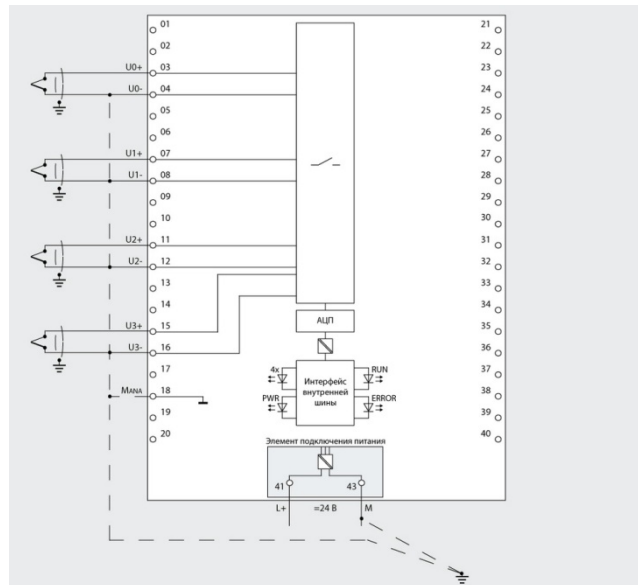 01 21
02 22
U0+ 03 23
U0- 04 24
05 25
06 26
U1+ 07 27
U1- 08 28
09 29
10 30
U2+ 11 31
U2- 12 32
13 33
14 34
U3+ 15 АЦП 35
U3- 16 36
17 4x RUN 37
Интерфейс
внутренней
шины
MANA 18 PWR ERROR 38
19 39
20 40
Элемент подключения питания
41 43
L+ =24 В M